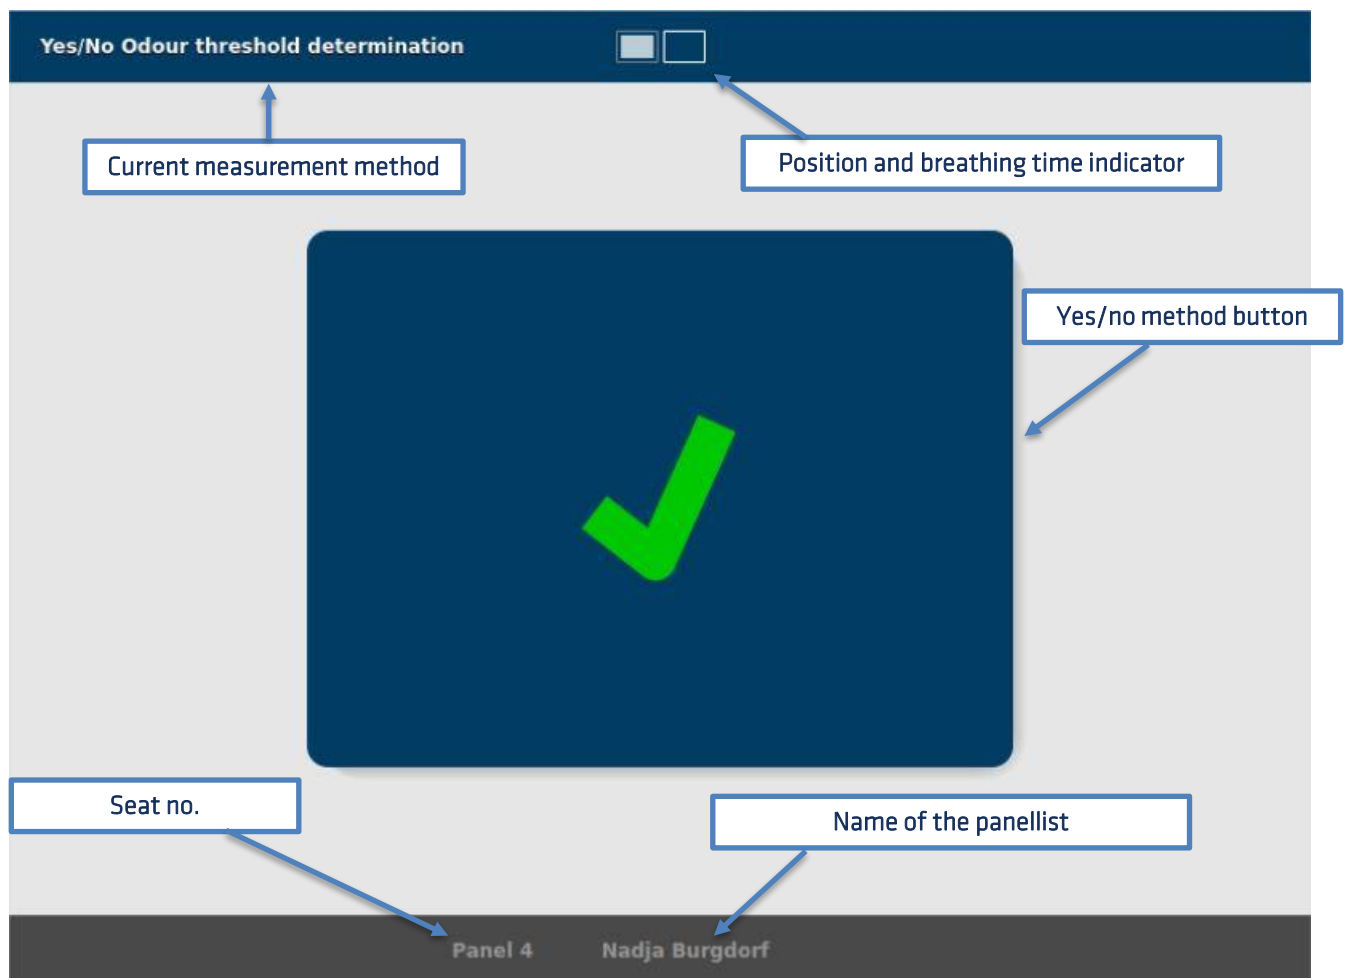 Yes/No Odour threshold determination
Current measurement method
Position and breathing time indicator
Yes/no method button
Seat no.
Name of the panellist
Panel 4
Nadja Burgdorf